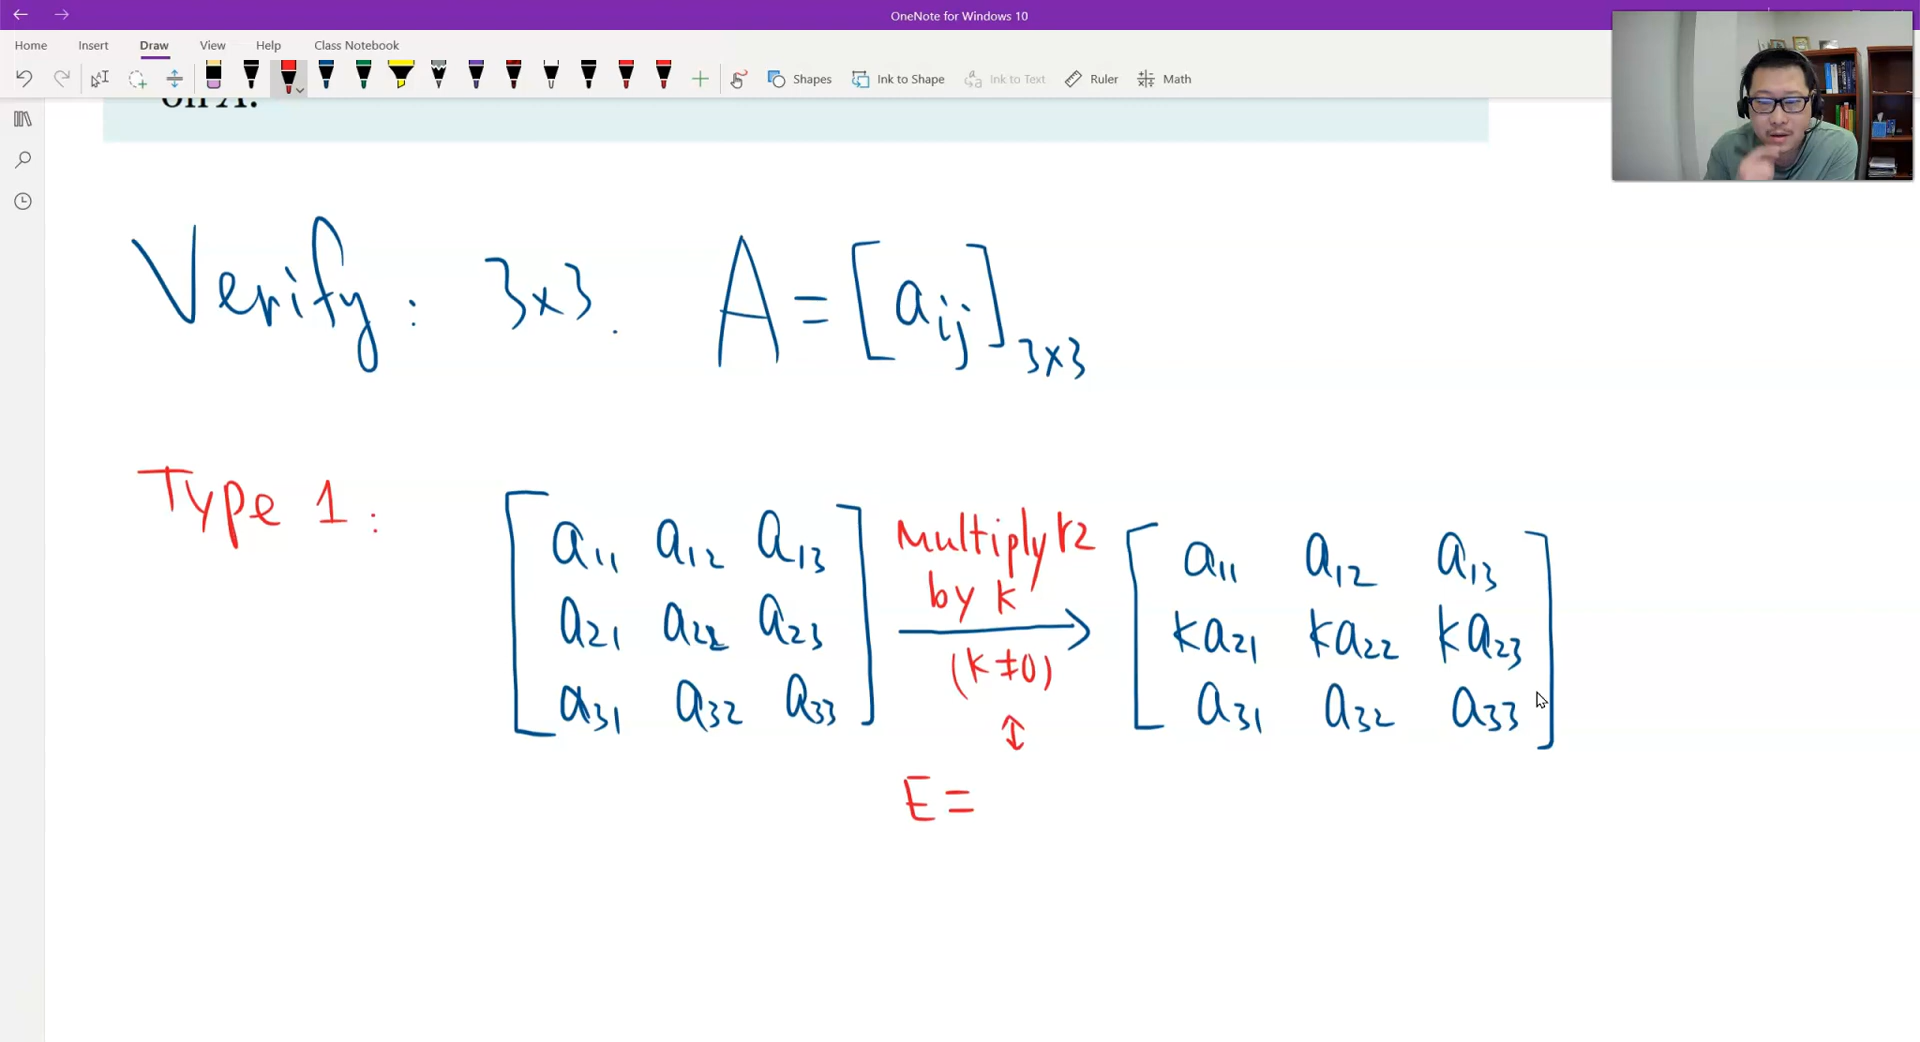 OneNote for Windows 10
Home Insert Draw View Help Class Notebook
Shapes Ink to Shape Ink to Text Ruler Math
on A.
Verify: 3x3. A = [aij]3x3
Type 1:
a11 a12 a13
a21 a22 a23
a31 a32 a33
Multiply r2
by k
(k≠0)
↕
E =
a11 a12 a13
ka21 ka22 ka23
a31 a32 a33